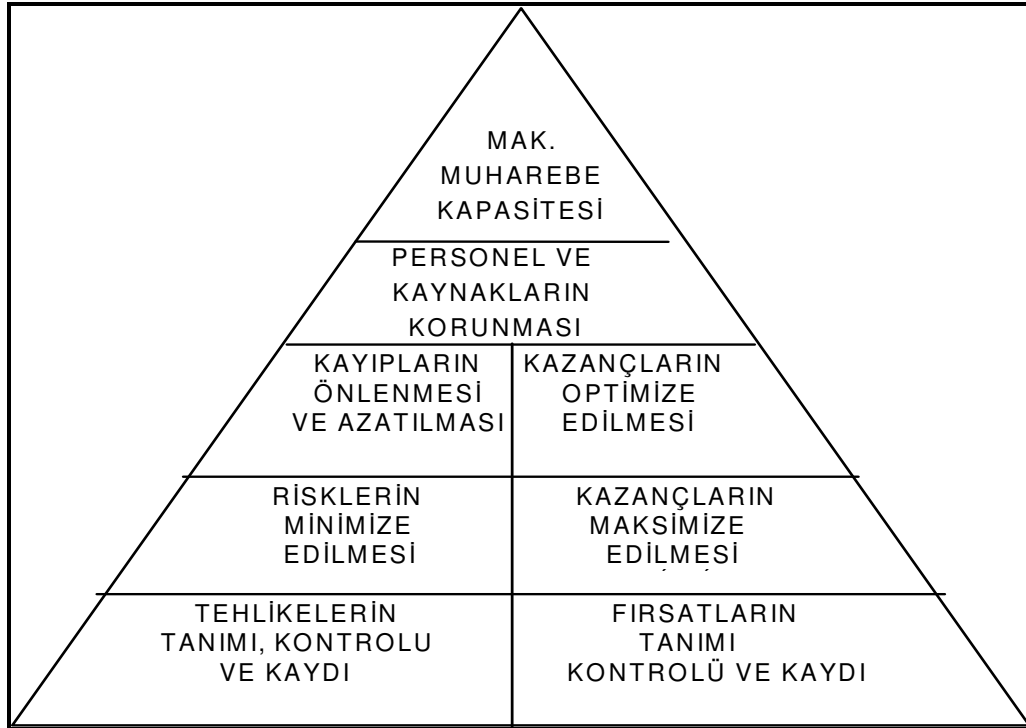 MAK.
MUHAREBE
KAPASİTESİ
PERSONEL VE
KAYNAKLARIN
KORUNMASI
KAYIPLARIN
ÖNLENMESİ
VE AZATILMASI
KAZANÇLARIN
OPTİMİZE
EDİLMESİ
RİSKLERİN
MİNİMİZE
EDİLMESİ
KAZANÇLARIN
MAKSİMİZE
EDİLMESİ
TEHLİKELERİN
TANIMI, KONTROLU
VE KAYDI
FIRSATLARIN
TANIMI
KONTROLÜ VE KAYDI